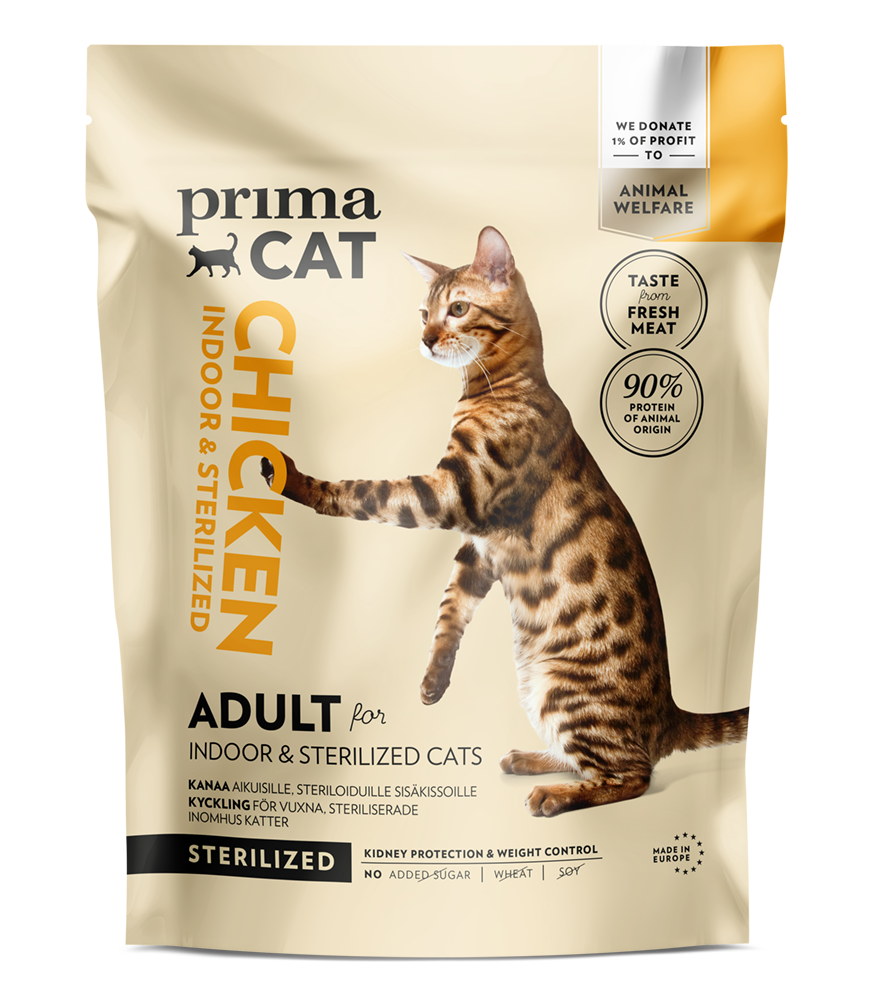 WE DONATE
1% OF PROFIT
TO
ANIMAL
WELFARE
prima
CAT
TASTE
from
FRESH
MEAT
90%
PROTEIN
OF ANIMAL
ORIGIN
CHICKEN
INDOOR & STERILIZED
ADULT for
INDOOR & STERILIZED CATS
KANAA AIKUISILLE, STERILOIDUILLE SISÄKISSOILLE
KYCKLING FÖR VUXNA, STERILISERADE
INOMHUS KATTER
STERILIZED
KIDNEY PROTECTION & WEIGHT CONTROL
NO ADDED SUGAR | WHEAT | SOY
MADE IN
EUROPE